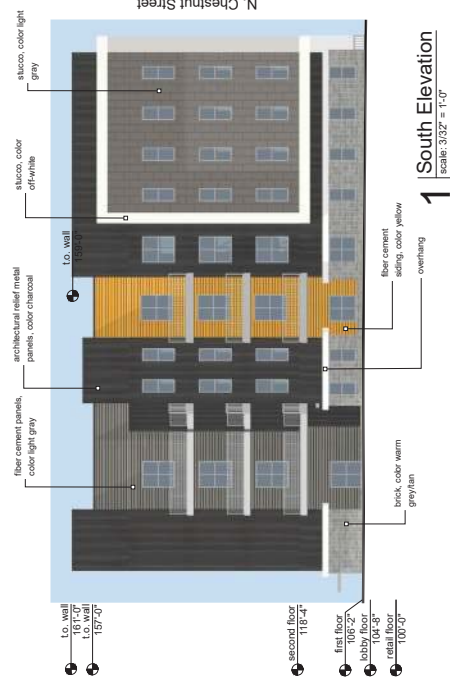 N. Chestnut Street
stucco, color light
gray
stucco, color
off-white
t.o. wall
159'-0"
architectural relief metal
panels, color charcoal
fiber cement panels,
color light gray
t.o. wall
161'-0"
t.o. wall
157'-0"
second floor
118'-4"
first floor
106'-2"
lobby floor
104'-8"
retail floor
100'-0"
brick, color warm
grey/tan
overhang
fiber cement
siding, color yellow
1
South Elevation
scale: 3/32" = 1'-0"